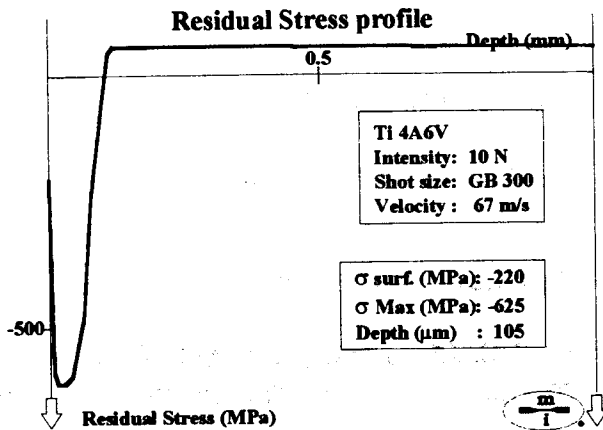 Residual Stress profile
Depth (mm)
0.5
Ti 4A6V
Intensity: 10 N
Shot size: GB 300
Velocity : 67 m/s
σ surf. (MPa): -220
σ Max (MPa): -625
Depth (μm) : 105
-500
Residual Stress (MPa)
m
i